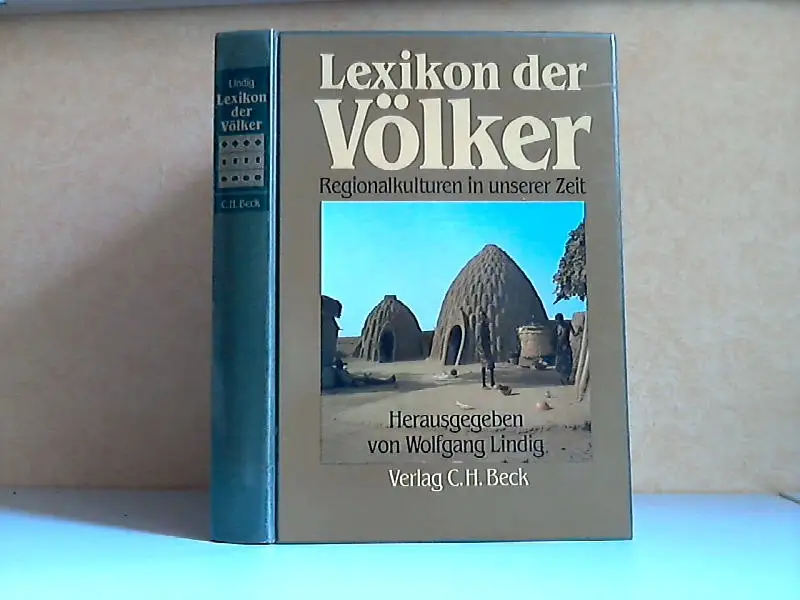 Lindig
Lexikon
der
Völker
C.H. Beck
Lexikon der
Völker
Regionalkulturen in unserer Zeit
Herausgegeben
von Wolfgang Lindig
Verlag C.H. Beck